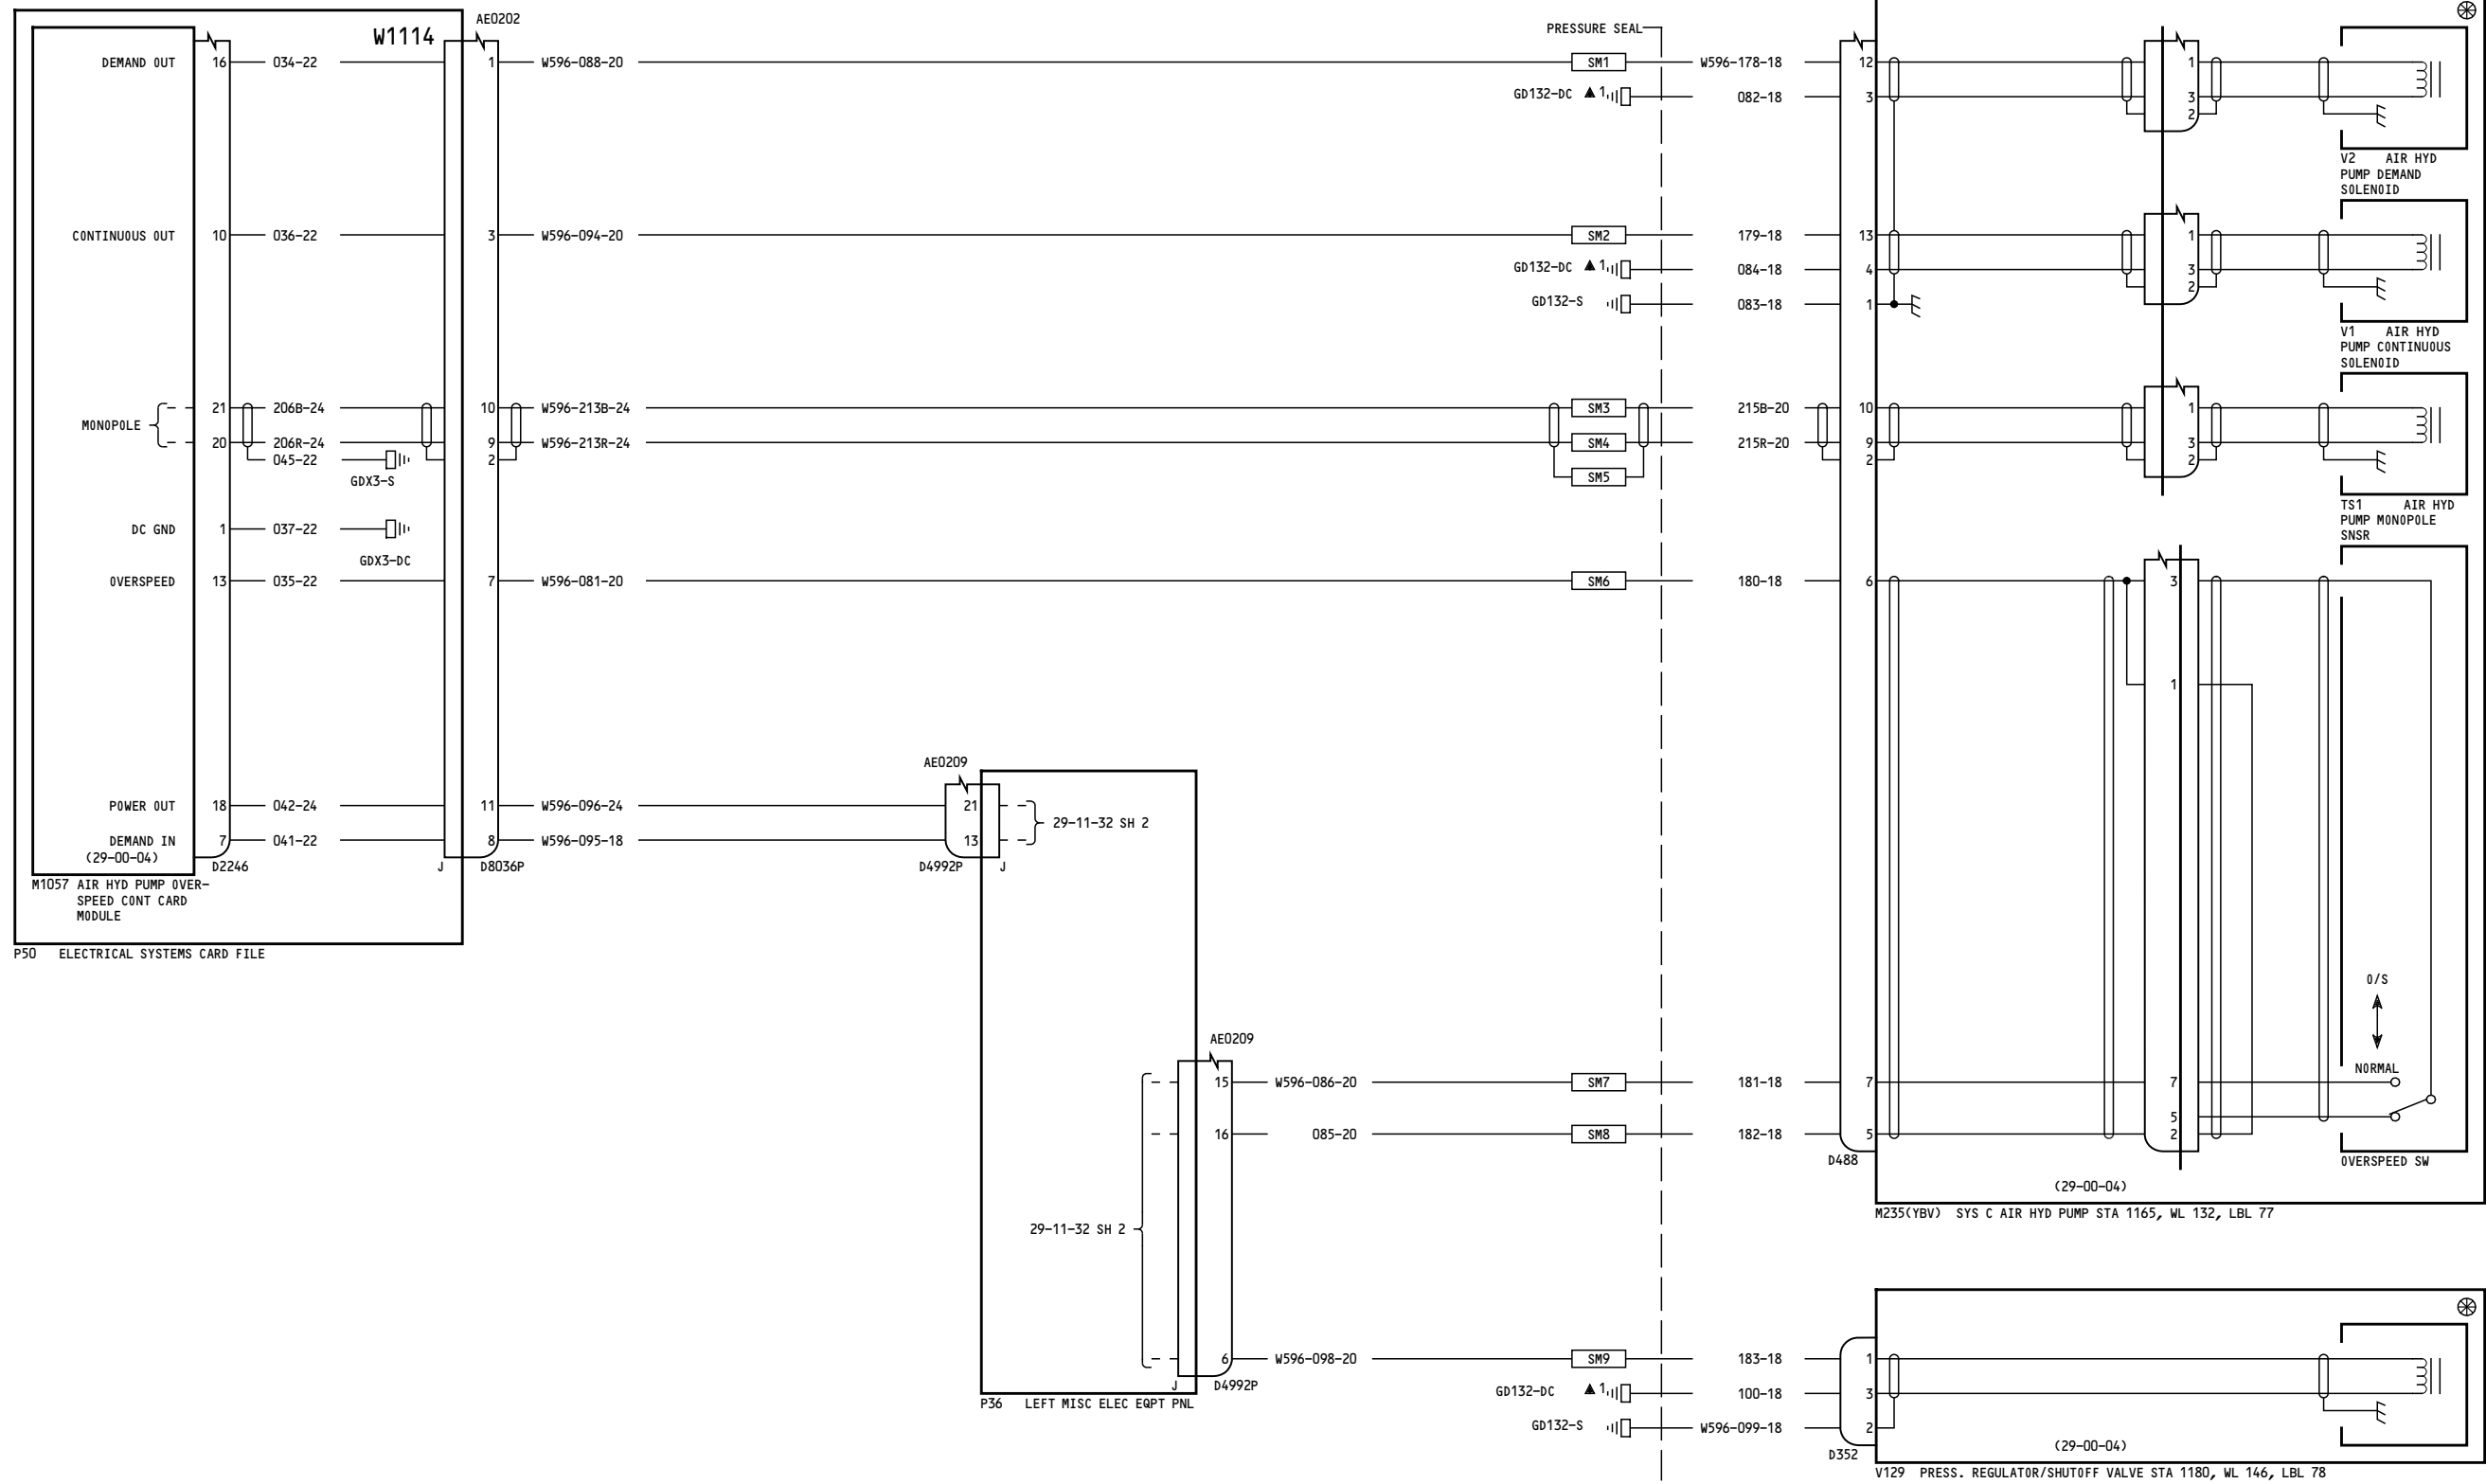 W1114
AE0202
PRESSURE SEAL
DEMAND OUT 16 034-22 1 W596-088-20 SM1 W596-178-18 12 1
GD132-DC 1 082-18 3 3
2
V2 AIR HYD
PUMP DEMAND
SOLENOID
CONTINUOUS OUT 10 036-22 3 W596-094-20 SM2 179-18 13 1
GD132-DC 1 084-18 4 3
2
GD132-S 083-18 1
V1 AIR HYD
PUMP CONTINUOUS
SOLENOID
MONOPOLE
21 206B-24 10 W596-213B-24 SM3 215B-20 10 1
20 206R-24 9 W596-213R-24 SM4 215R-20 9 3
045-22 2 2 2
GDX3-S
SM5
TS1 AIR HYD
PUMP MONOPOLE
SNSR
DC GND 1 037-22
GDX3-DC
OVERSPEED 13 035-22 7 W596-081-20 SM6 180-18 6 3
1
AE0209
POWER OUT 18 042-24 11 W596-096-24 21
29-11-32 SH 2
DEMAND IN 7 041-22 8 W596-095-18 13
(29-00-04)
D2246 J D8036P D4992P J
M1057 AIR HYD PUMP OVER-
SPEED CONT CARD
MODULE
P50 ELECTRICAL SYSTEMS CARD FILE
O/S
AE0209
NORMAL
15 W596-086-20 SM7 181-18 7 7
5
16 085-20 SM8 182-18 5 2
D488
OVERSPEED SW
(29-00-04)
M235(YBV) SYS C AIR HYD PUMP STA 1165, WL 132, LBL 77
29-11-32 SH 2
6 W596-098-20 SM9 183-18 1
J D4992P
GD132-DC 1 100-18 3
P36 LEFT MISC ELEC EQPT PNL
GD132-S W596-099-18 2
(29-00-04)
D352
V129 PRESS. REGULATOR/SHUTOFF VALVE STA 1180, WL 146, LBL 78